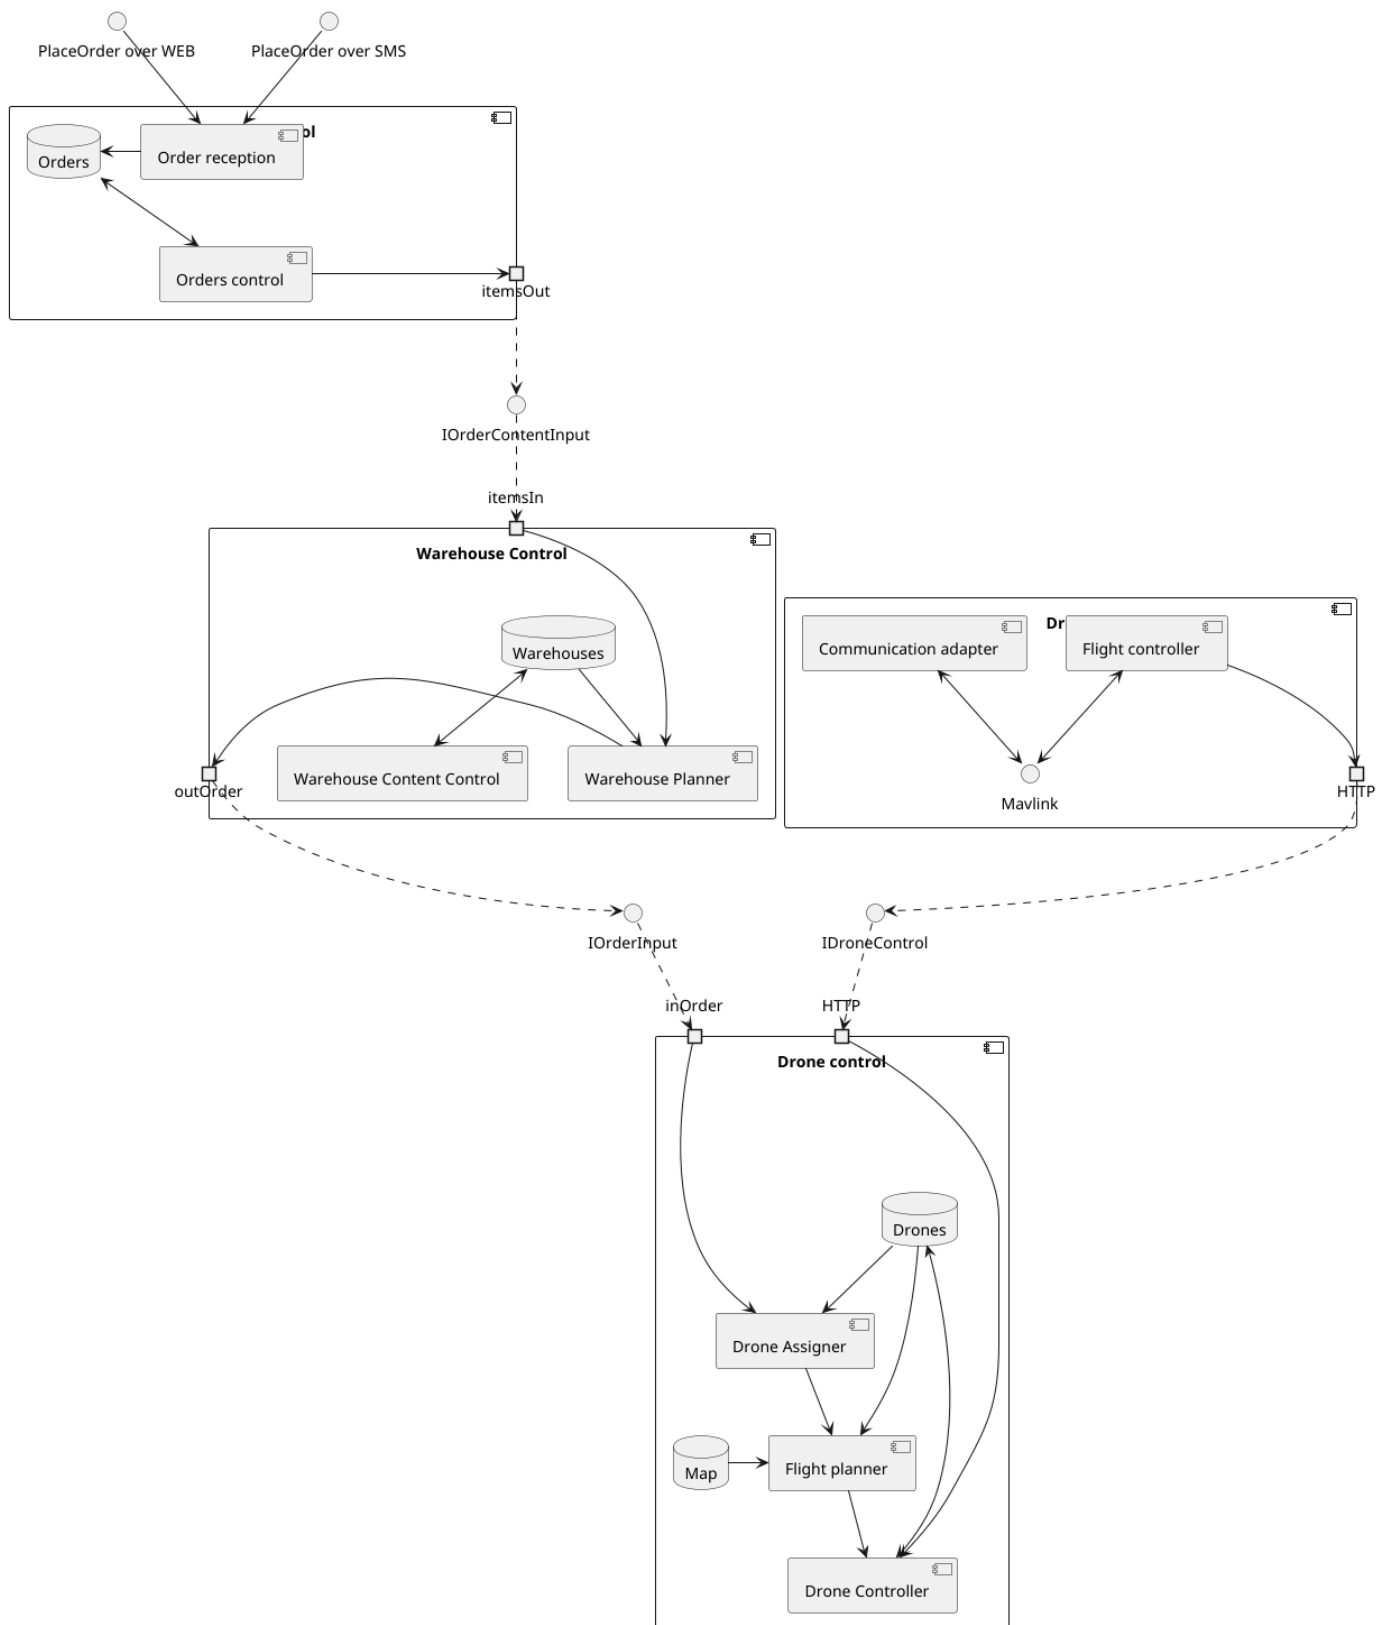 PlaceOrder over WEB
PlaceOrder over SMS
Orders
Order reception
Orders control
itemsOut
IOrderContentInput
itemsIn
Warehouse Control
Warehouses
Communication adapter
Flight controller
Warehouse Content Control
Warehouse Planner
outOrder
Mavlink
HTTP
IOrderInput
IDroneControl
inOrder
HTTP
Drone control
Drones
Drone Assigner
Map
Flight planner
Drone Controller